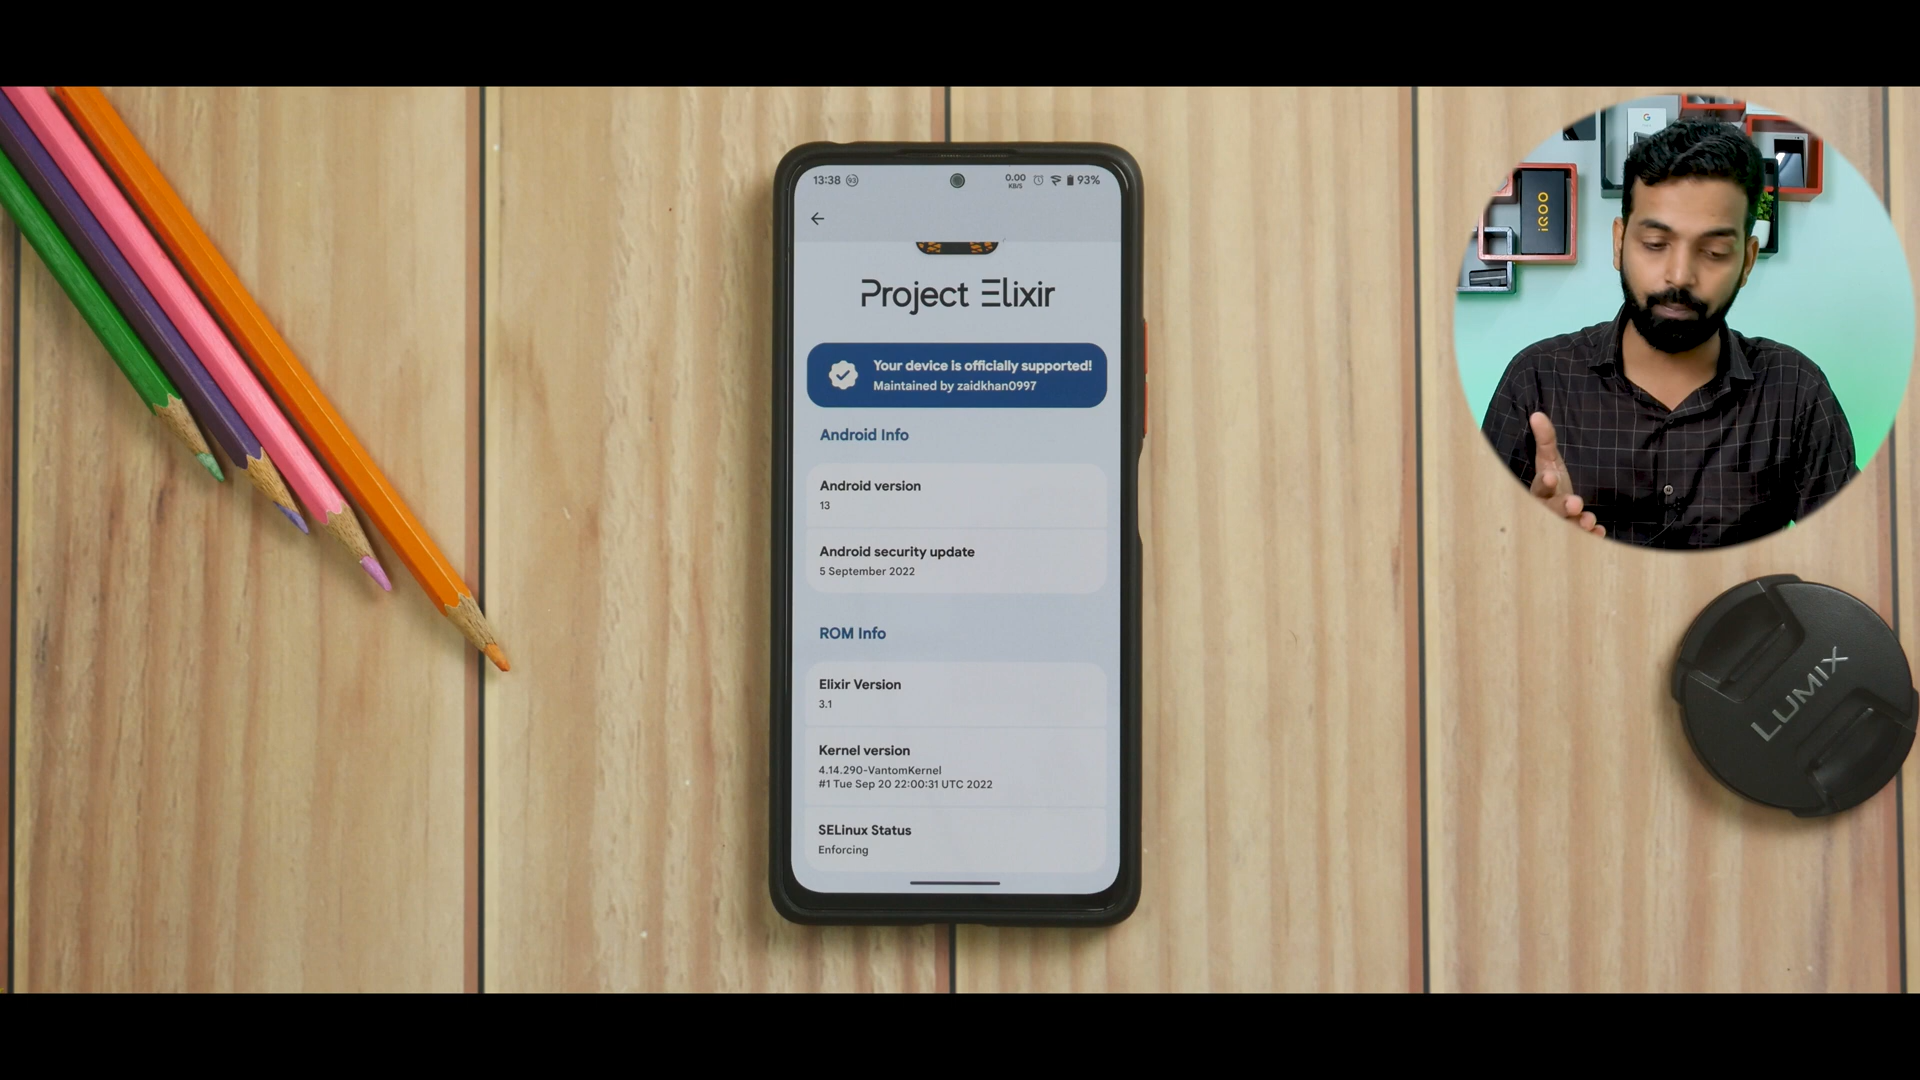 13:38 93 0.00 KB/S 93%
Project Elixir
Your device is officially supported!
Maintained by zaidkhan0997
Android Info
Android version
13
Android security update
5 September 2022
ROM Info
Elixir Version
3.1
Kernel version
4.14.290-VantomKernel
#1 Tue Sep 20 22:00:31 UTC 2022
SELinux Status
Enforcing
G
iQOO
LUMIX